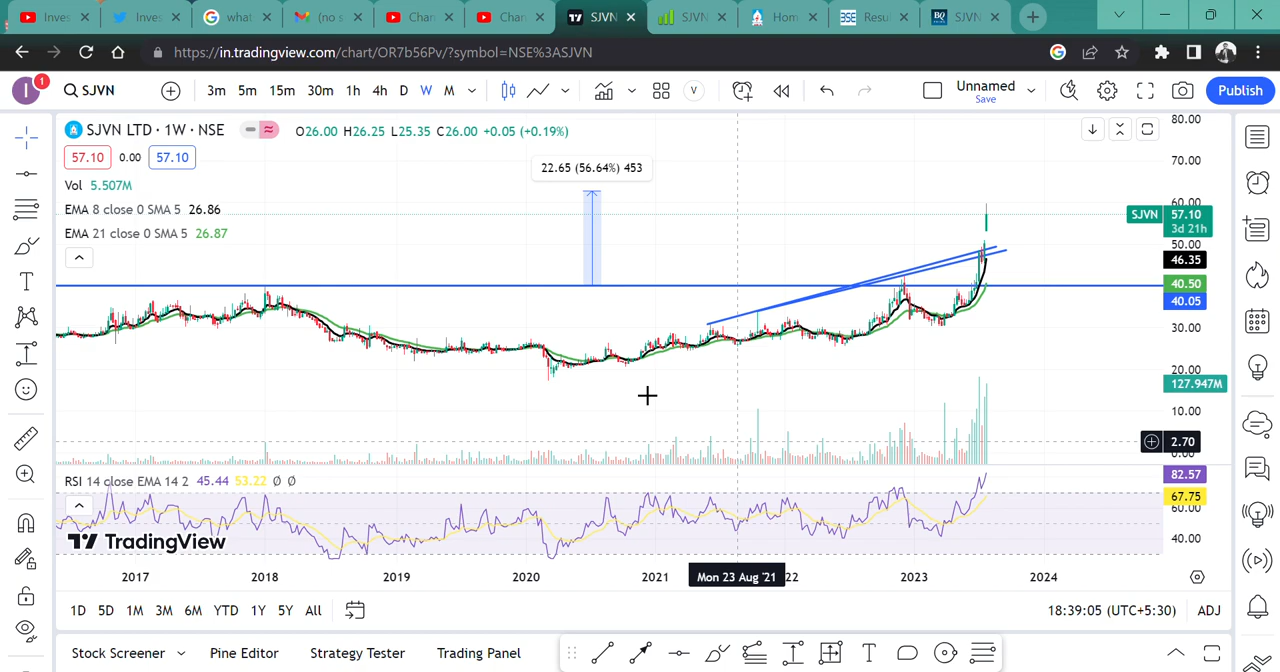 Inves
Inves
what
(no s
Chan
Chan
SJVN
SJVN
Hom
Resu
SJVN
https://in.tradingview.com/chart/OR7b56Pv/?symbol=NSE%3ASJVN
I 1
SJVN
3m 5m 15m 30m 1h 4h D W M
V
Unnamed
Save
Publish
SJVN LTD · 1W · NSE
O26.00 H26.25 L25.35 C26.00 +0.05 (+0.19%)
57.10 0.00 57.10
Vol 5.507M
EMA 8 close 0 SMA 5 26.86
EMA 21 close 0 SMA 5 26.87
22.65 (56.64%) 453
80.00
70.00
60.00
SJVN 57.10
3d 21h
50.00
46.35
40.50
40.05
30.00
20.00
127.947M
10.00
2.70
0.00
RSI 14 close EMA 14 2 45.44 53.22 Ø Ø
82.57
67.75
60.00
40.00
TradingView
2017 2018 2019 2020 2021 Mon 23 Aug '21 22 2023 2024
1D 5D 1M 3M 6M YTD 1Y 5Y All
18:39:05 (UTC+5:30) ADJ
Stock Screener Pine Editor Strategy Tester Trading Panel